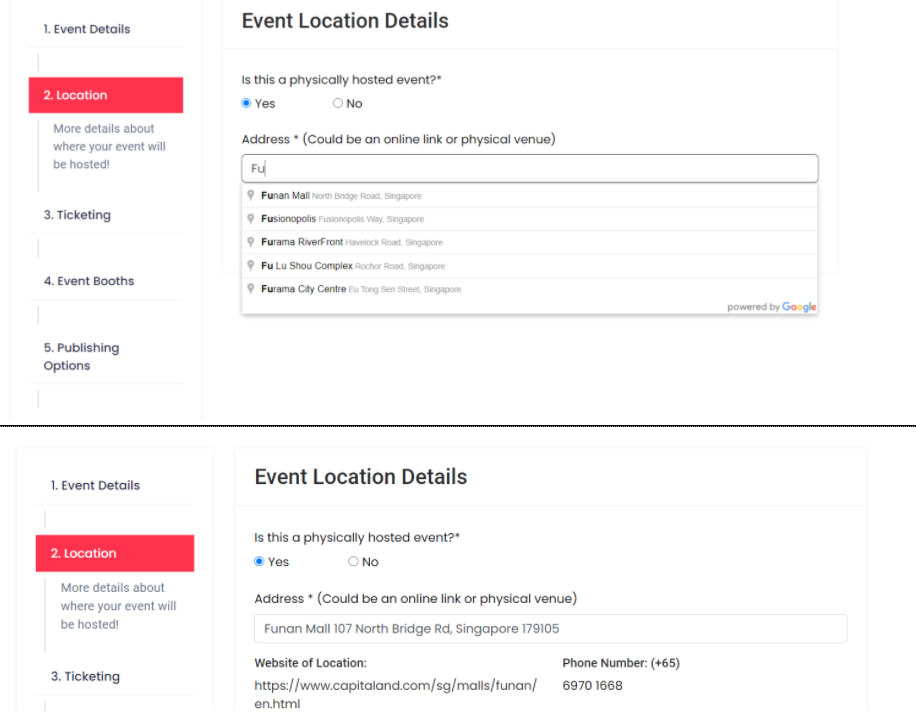 1. Event Details
2. Location
More details about
where your event will
be hosted!
3. Ticketing
4. Event Booths
5. Publishing
Options
Event Location Details
Is this a physically hosted event?*
Yes No
Address * (Could be an online link or physical venue)
Fu
Funan Mall North Bridge Road, Singapore
Fusionopolis Fusionopolis Way, Singapore
Furama RiverFront Havelock Road, Singapore
Fu Lu Shou Complex Rochor Road, Singapore
Furama City Centre Eu Tong Sen Street, Singapore
powered by Google
1. Event Details
2. Location
More details about
where your event will
be hosted!
3. Ticketing
Event Location Details
Is this a physically hosted event?*
Yes No
Address * (Could be an online link or physical venue)
Funan Mall 107 North Bridge Rd, Singapore 179105
Website of Location:
https://www.capitaland.com/sg/malls/funan/
en.html
Phone Number: (+65)
6970 1668